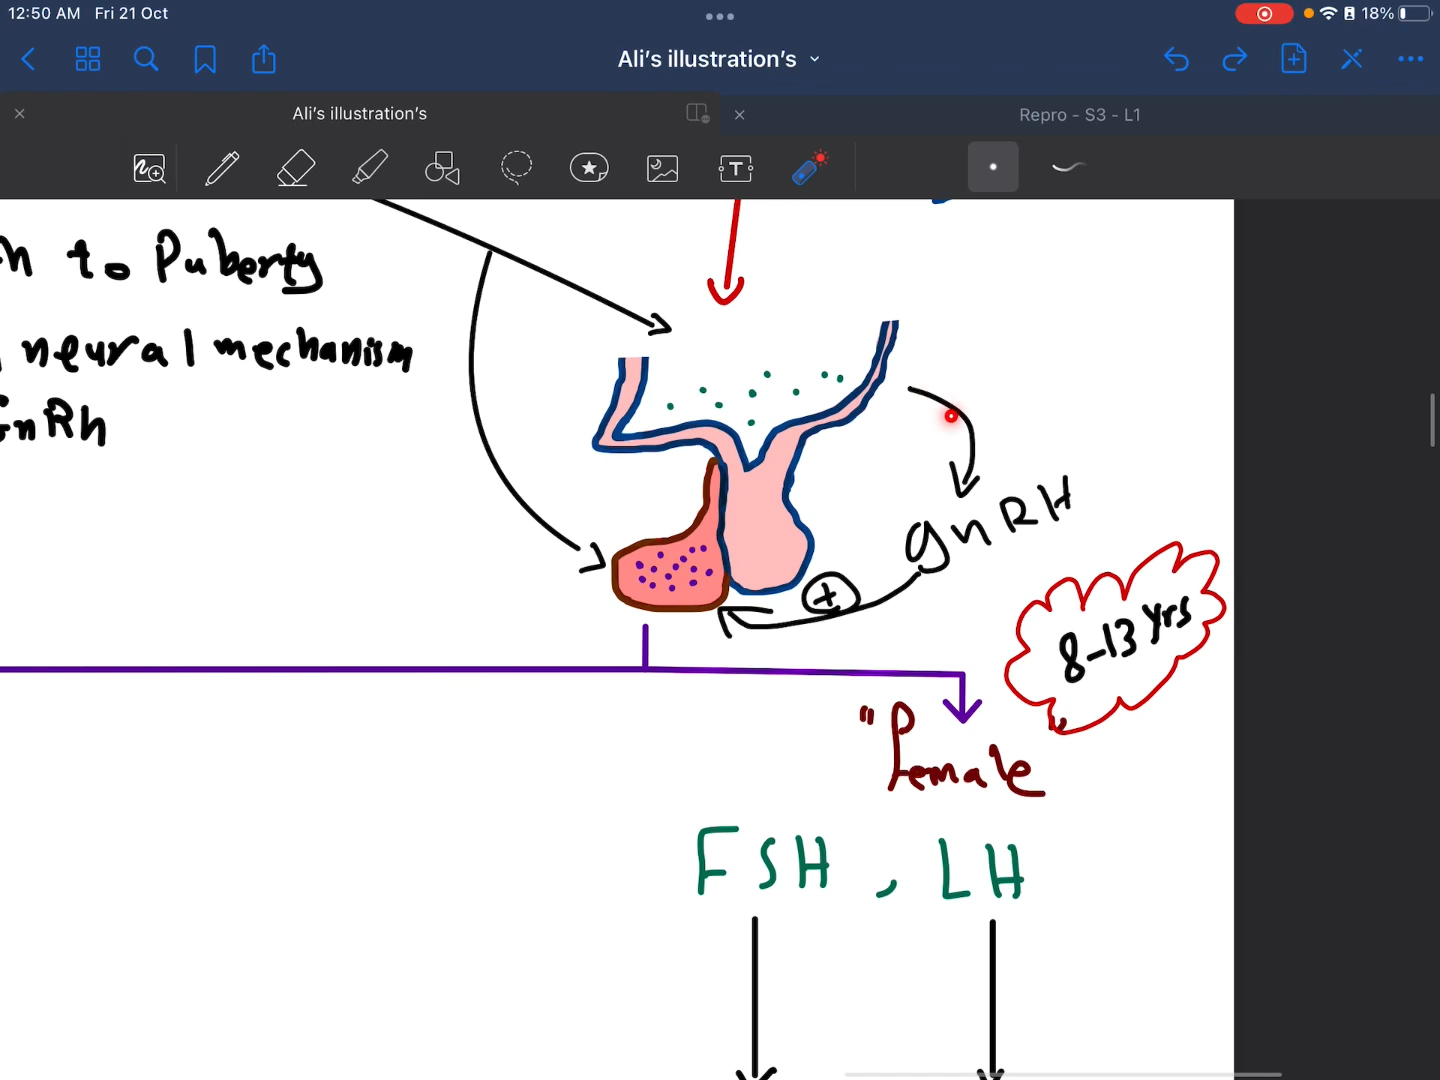 12:50 AM Fri 21 Oct
18%
Ali's illustration's
Ali's illustration's
Repro - S3 - L1
to Puberty
neural mechanism
GnRh
gnRH
+
8-13 yrs
"Female
FSH , LH